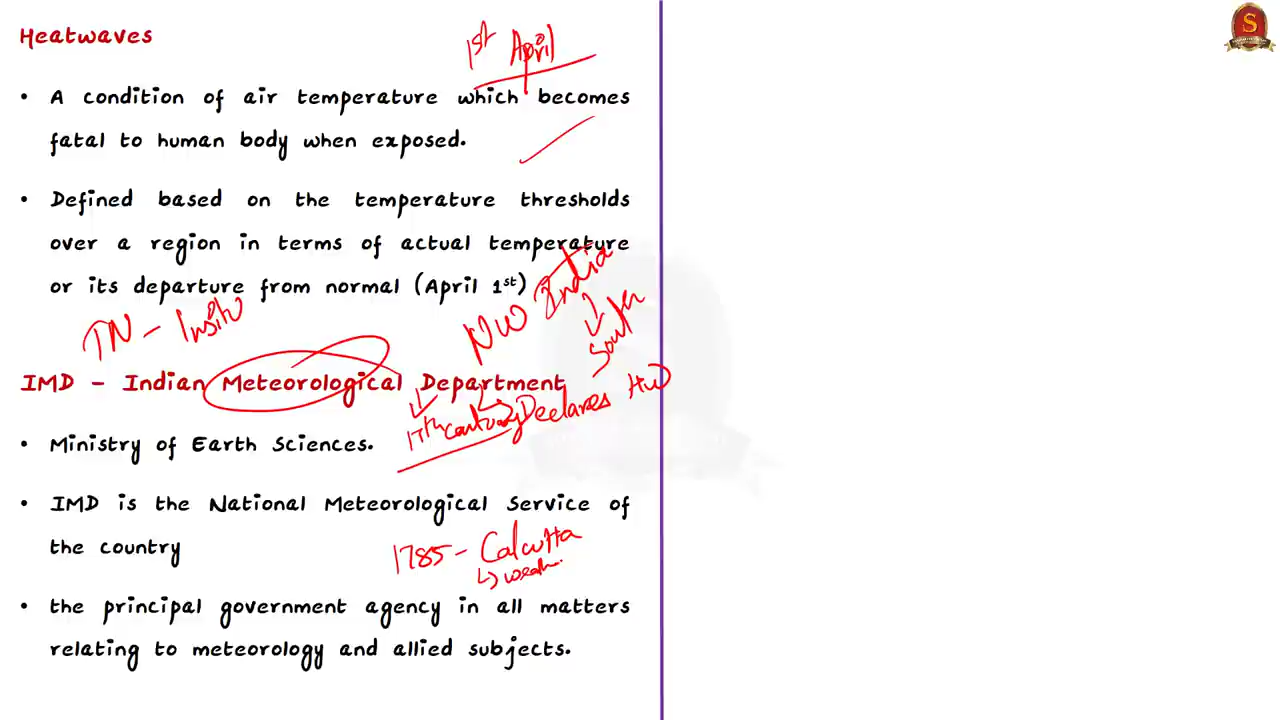 Heatwaves
1st April
• A condition of air temperature which becomes
fatal to human body when exposed.
• Defined based on the temperature thresholds
over a region in terms of actual temperature
or its departure from normal (April 1st)
NW India
South
TN - Insitu
IMD - Indian Meteorological Department
17th Century
Declares HW
• Ministry of Earth Sciences.
• IMD is the National Meteorological Service of
the country
1785 - Calcutta
• the principal government agency in all matters
relating to meteorology and allied subjects.
S